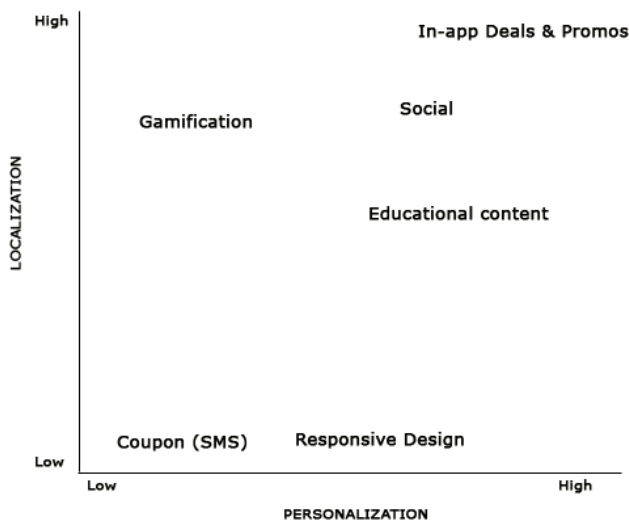 High
In-app Deals & Promos
Social
Gamification
LOCALIZATION
Educational content
Coupon (SMS)
Responsive Design
Low
Low
High
PERSONALIZATION